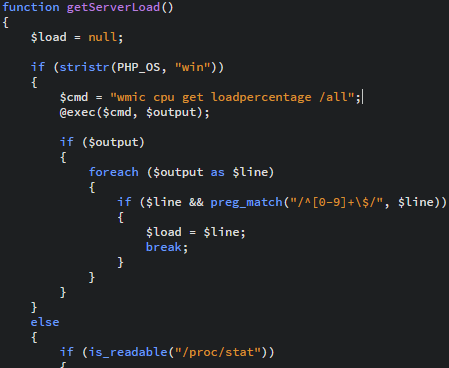 function getServerLoad()
{
    $load = null;

    if (stristr(PHP_OS, "win"))
    {
        $cmd = "wmic cpu get loadpercentage /all";
        @exec($cmd, $output);

        if ($output)
        {
            foreach ($output as $line)
            {
                if ($line && preg_match("/^[0-9]+\$/", $line))
                {
                    $load = $line;
                    break;
                }
            }
        }
    }
    else
    {
        if (is_readable("/proc/stat"))
        {